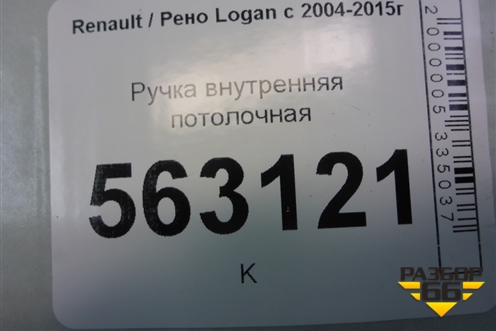 Renault / Рено Logan с 2004-2015г
Ручка внутренняя
потолочная
563121
К
2000005335037
РАЗБОР
66